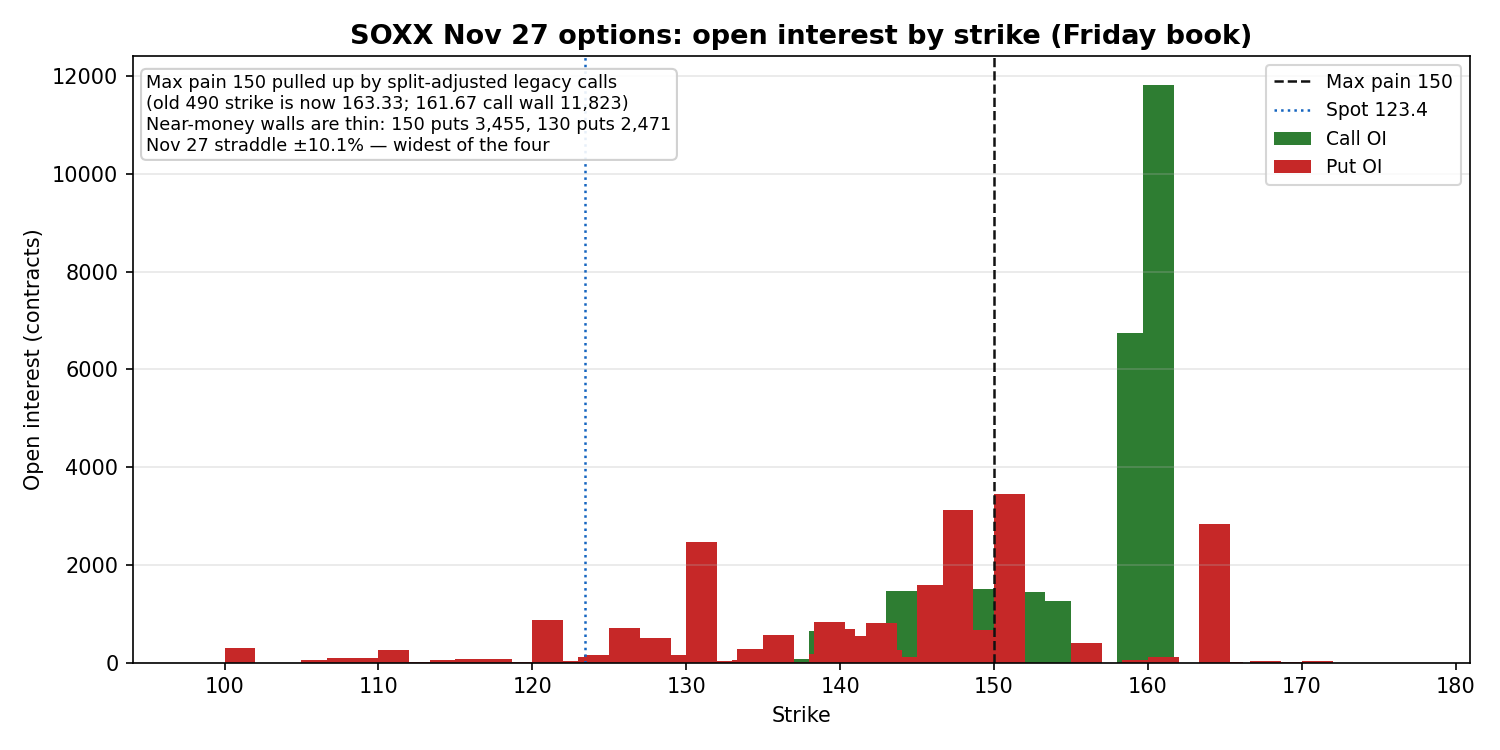 SOXX Nov 27 options: open interest by strike (Friday book)
Max pain 150 pulled up by split-adjusted legacy calls
(old 490 strike is now 163.33; 161.67 call wall 11,823)
Near-money walls are thin: 150 puts 3,455, 130 puts 2,471
Nov 27 straddle ±10.1% — widest of the four
Max pain 150
Spot 123.4
Call OI
Put OI
Open interest (contracts)
12000
10000
8000
6000
4000
2000
0
100 110 120 130 140 150 160 170 180
Strike